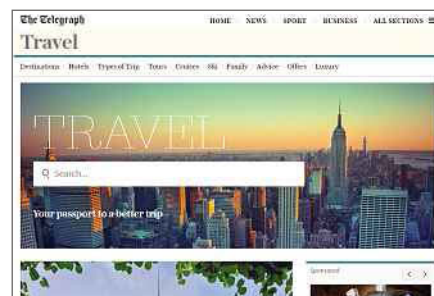 The Telegraph
HOME NEWS SPORT BUSINESS ALL SECTIONS
Travel
Destinations Hotels Types of Trip Tours Cruises Ski Family Advice Offers Luxury
TRAVEL
Search...
Your passport to a better trip
Sponsored